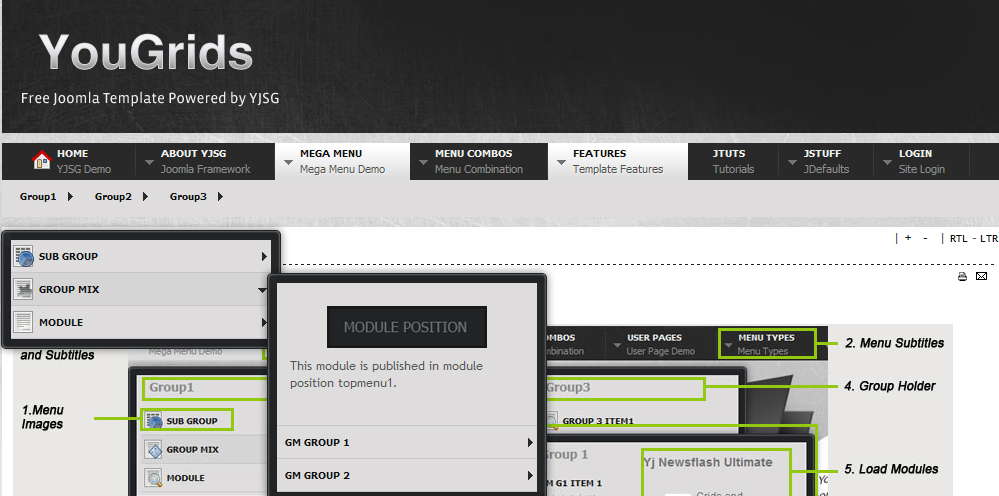 YouGrids
Free Joomla Template Powered by YJSG
HOME
YJSG Demo
ABOUT YJSG
Joomla Framework
MEGA MENU
Mega Menu Demo
MENU COMBOS
Menu Combination
FEATURES
Template Features
JTUTS
Tutorials
JSTUFF
JDefaults
LOGIN
Site Login
Group1
Group2
Group3
+ - | RTL - LTR
SUB GROUP
GROUP MIX
MODULE
MODULE POSITION
This module is published in module
position topmenu1.
GM GROUP 1
GM GROUP 2
and Subtitles
Mega Menu Demo
OMBOS
mbination
USER PAGES
User Page Demo
MENU TYPES
Menu Types
2. Menu Subtitles
Group1
Group3
4. Group Holder
1.Menu
Images
SUB GROUP
GROUP 3 ITEM1
GROUP MIX
Group 1
Yj Newsflash Ultimate
5. Load Modules
MODULE
M G1 ITEM 1
Grids and
Yo